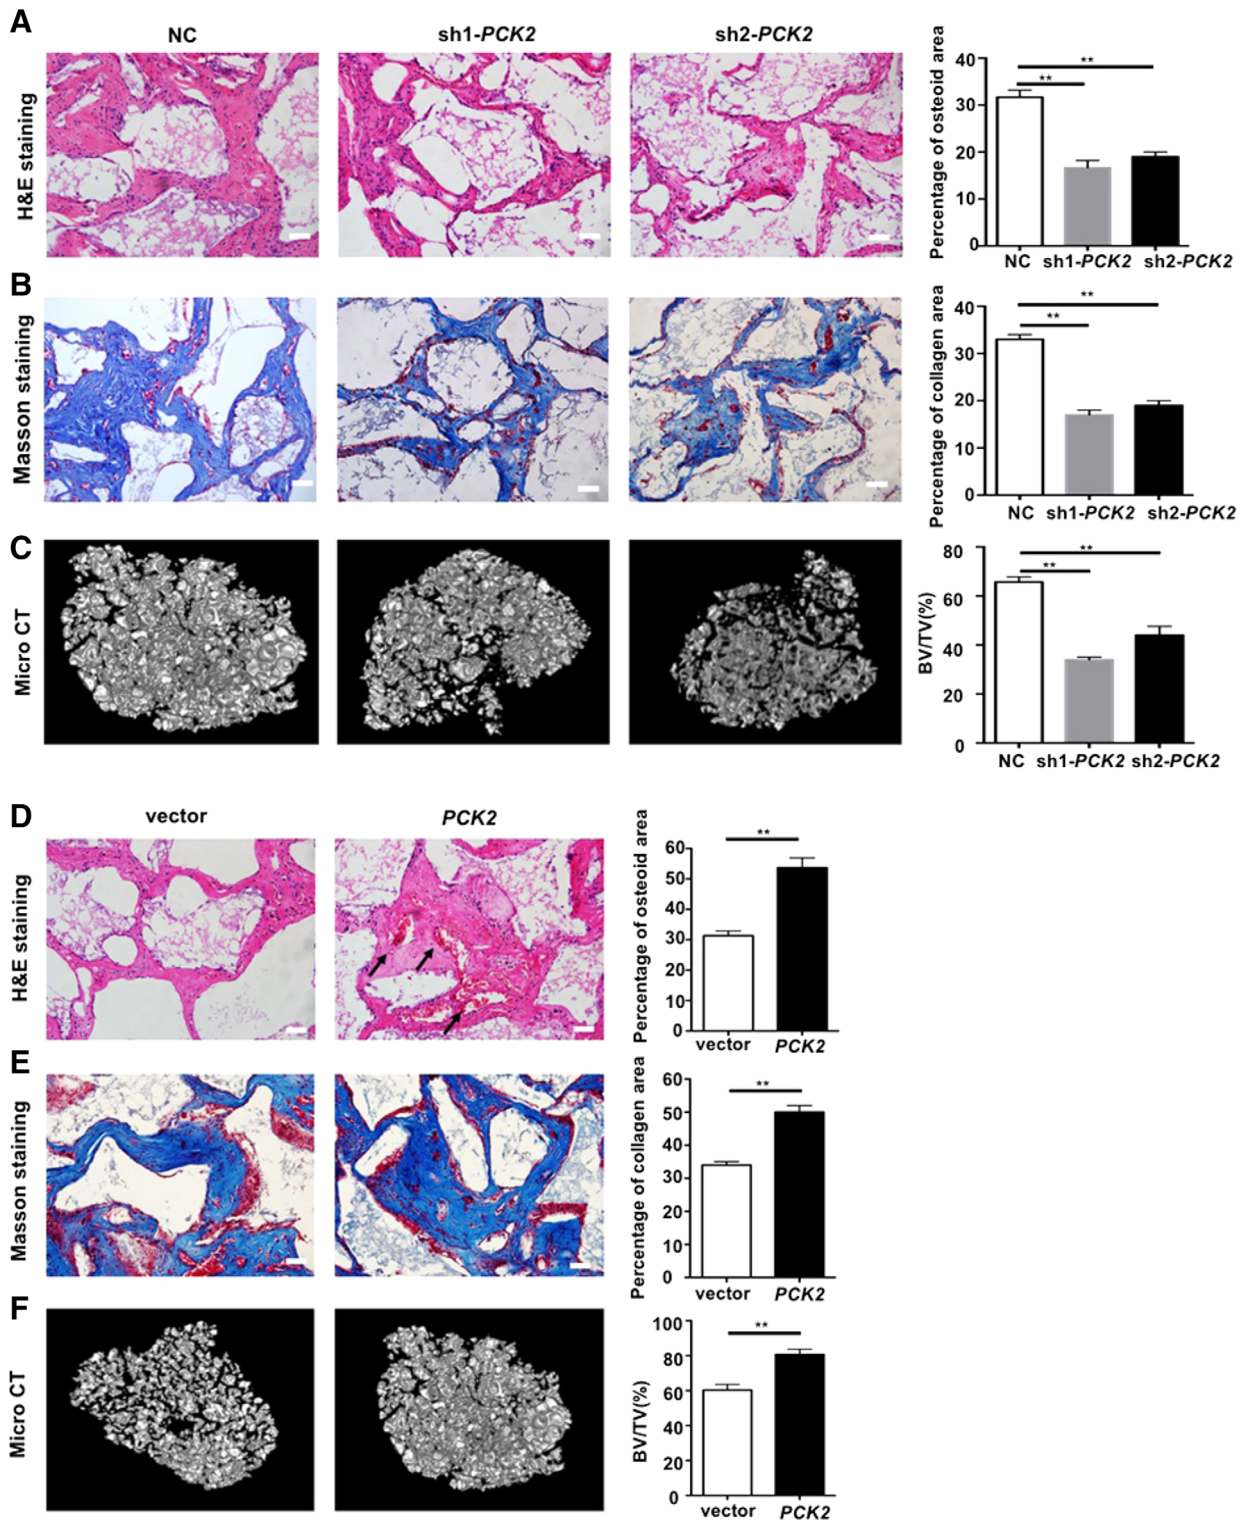 A
NC
sh1-PCK2
sh2-PCK2
H&E staining
Percentage of osteoid area
40
30
20
10
0
**
**
NC
sh1-PCK2
sh2-PCK2
B
Masson staining
Percentage of collagen area
40
30
20
10
0
**
**
NC
sh1-PCK2
sh2-PCK2
C
Micro CT
BV/TV(%)
80
60
40
20
0
**
**
NC
sh1-PCK2
sh2-PCK2
D
vector
PCK2
H&E staining
Percentage of osteoid area
60
50
40
30
20
10
0
**
vector
PCK2
E
Masson staining
Percentage of collagen area
60
50
40
30
20
10
0
**
vector
PCK2
F
Micro CT
BV/TV(%)
100
80
60
40
20
0
**
vector
PCK2